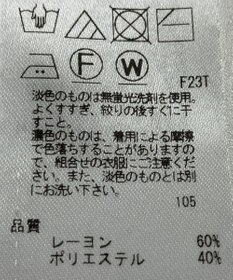 F W
F23T
淡色のものは無蛍光洗剤を使用。
よくすすぎ、絞りの後すぐに干
すこと。
濃色のものは、着用による摩擦
で色落ちすることがありますの
で、組合せの衣服にご注意くだ
さい。また、淡色のものとは別
にお洗い下さい。
105
品質
レーヨン 60%
ポリエステル 40%